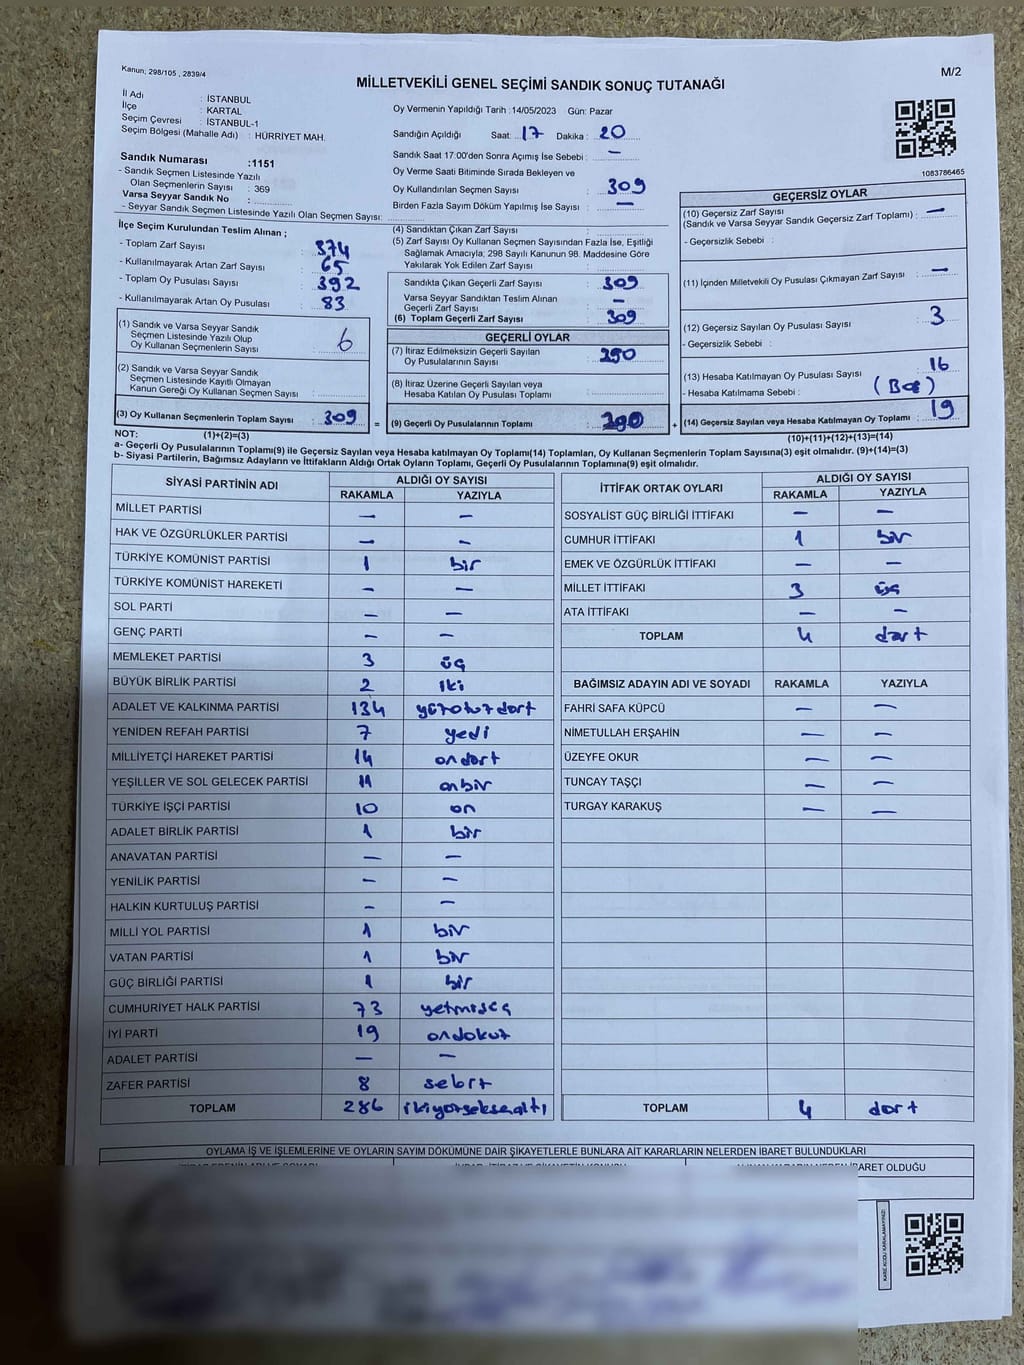 Kanun; 298/105 , 2839/4
M/2
MİLLETVEKİLİ GENEL SEÇİMİ SANDIK SONUÇ TUTANAĞI
İl Adı : İSTANBUL
İlçe : KARTAL
Seçim Çevresi : İSTANBUL-1
Seçim Bölgesi (Mahalle Adı) : HÜRRİYET MAH.
Sandık Numarası :1151
- Sandık Seçmen Listesinde Yazılı
Olan Seçmenlerin Sayısı : 369
Varsa Seyyar Sandık No :
- Seyyar Sandık Seçmen Listesinde Yazılı Olan Seçmen Sayısı:
Oy Vermenin Yapıldığı Tarih :14/05/2023 Gün: Pazar
Sandığın Açıldığı Saat: 17 Dakika : 20
Sandık Saat 17:00'den Sonra Açımış İse Sebebi : —
Oy Verme Saati Bitiminde Sırada Bekleyen ve
Oy Kullandırılan Seçmen Sayısı : 309
Birden Fazla Sayım Döküm Yapılmış İse Sayısı : —
1083786465
İlçe Seçim Kurulundan Teslim Alınan ;
- Toplam Zarf Sayısı : 374
- Kullanılmayarak Artan Zarf Sayısı : 65
- Toplam Oy Pusulası Sayısı : 392
- Kullanılmayarak Artan Oy Pusulası : 83
(1) Sandık ve Varsa Seyyar Sandık
Seçmen Listesinde Yazılı Olup
Oy Kullanan Seçmenlerin Sayısı : 6
(2) Sandık ve Varsa Seyyar Sandık
Seçmen Listesinde Kayıtlı Olmayan
Kanun Gereği Oy Kullanan Seçmen Sayısı :
(3) Oy Kullanan Seçmenlerin Toplam Sayısı : 309
(4) Sandıktan Çıkan Zarf Sayısı :
(5) Zarf Sayısı Oy Kullanan Seçmen Sayısından Fazla İse, Eşitliği
Sağlamak Amacıyla; 298 Sayılı Kanunun 98. Maddesine Göre
Yakılarak Yok Edilen Zarf Sayısı :
Sandıkta Çıkan Geçerli Zarf Sayısı : 309
Varsa Seyyar Sandıktan Teslim Alınan
Geçerli Zarf Sayısı : —
(6) Toplam Geçerli Zarf Sayısı : 309
GEÇERLİ OYLAR
(7) İtiraz Edilmeksizin Geçerli Sayılan
Oy Pusulalarının Sayısı : 290
(8) İtiraz Üzerine Geçerli Sayılan veya
Hesaba Katılan Oy Pusulası Toplamı :
= (9) Geçerli Oy Pusulalarının Toplamı : 290
GEÇERSİZ OYLAR
(10) Geçersiz Zarf Sayısı
(Sandık ve Varsa Seyyar Sandık Geçersiz Zarf Toplamı) : —
- Geçersizlik Sebebi :
(11) İçinden Milletvekili Oy Pusulası Çıkmayan Zarf Sayısı : —
(12) Geçersiz Sayılan Oy Pusulası Sayısı : 3
- Geçersizlik Sebebi :
(13) Hesaba Katılmayan Oy Pusulası Sayısı : 16
- Hesaba Katılmama Sebebi : (Boş)
+ (14) Geçersiz Sayılan veya Hesaba Katılmayan Oy Toplamı : 19
NOT: (1)+(2)=(3)
(10)+(11)+(12)+(13)=(14)
a- Geçerli Oy Pusulalarının Toplamı(9) ile Geçersiz Sayılan veya Hesaba katılmayan Oy Toplamı(14) Toplamları, Oy Kullanan Seçmenlerin Toplam Sayısına(3) eşit olmalıdır. (9)+(14)=(3)
b- Siyasi Partilerin, Bağımsız Adayların ve İttifakların Aldığı Ortak Oyların Toplamı, Geçerli Oy Pusulalarının Toplamına(9) eşit olmalıdır.
SİYASİ PARTİNİN ADI ALDIĞI OY SAYISI
RAKAMLA YAZIYLA
MİLLET PARTİSİ — —
HAK VE ÖZGÜRLÜKLER PARTİSİ — —
TÜRKİYE KOMÜNİST PARTİSİ 1 bir
TÜRKİYE KOMÜNİST HAREKETİ — —
SOL PARTİ — —
GENÇ PARTİ — —
MEMLEKET PARTİSİ 3 üç
BÜYÜK BİRLİK PARTİSİ 2 iki
ADALET VE KALKINMA PARTİSİ 134 yüzotuzdört
YENİDEN REFAH PARTİSİ 7 yedi
MİLLİYETÇİ HAREKET PARTİSİ 14 ondört
YEŞİLLER VE SOL GELECEK PARTİSİ 11 onbir
TÜRKİYE İŞÇİ PARTİSİ 10 on
ADALET BİRLİK PARTİSİ 1 bir
ANAVATAN PARTİSİ — —
YENİLİK PARTİSİ — —
HALKIN KURTULUŞ PARTİSİ — —
MİLLİ YOL PARTİSİ 1 bir
VATAN PARTİSİ 1 bir
GÜÇ BİRLİĞİ PARTİSİ 1 bir
CUMHURİYET HALK PARTİSİ 73 yetmişüç
İYİ PARTİ 19 ondokuz
ADALET PARTİSİ — —
ZAFER PARTİSİ 8 sekiz
TOPLAM 286 ikiyüzseksenaltı
İTTİFAK ORTAK OYLARI ALDIĞI OY SAYISI
RAKAMLA YAZIYLA
SOSYALİST GÜÇ BİRLİĞİ İTTİFAKI — —
CUMHUR İTTİFAKI 1 bir
EMEK VE ÖZGÜRLÜK İTTİFAKI — —
MİLLET İTTİFAKI 3 üç
ATA İTTİFAKI — —
TOPLAM 4 dört
BAĞIMSIZ ADAYIN ADI VE SOYADI RAKAMLA YAZIYLA
FAHRİ SAFA KÜPCÜ — —
NİMETULLAH ERŞAHİN — —
ÜZEYFE OKUR — —
TUNCAY TAŞÇI — —
TURGAY KARAKUŞ — —
TOPLAM 4 dört
OYLAMA İŞ VE İŞLEMLERİNE VE OYLARIN SAYIM DÖKÜMÜNE DAİR ŞİKAYETLERLE BUNLARA AİT KARARLARIN NELERDEN İBARET BULUNDUKLARI
İBARET OLDUĞU
KARE KODU KARALAMAYINIZ!